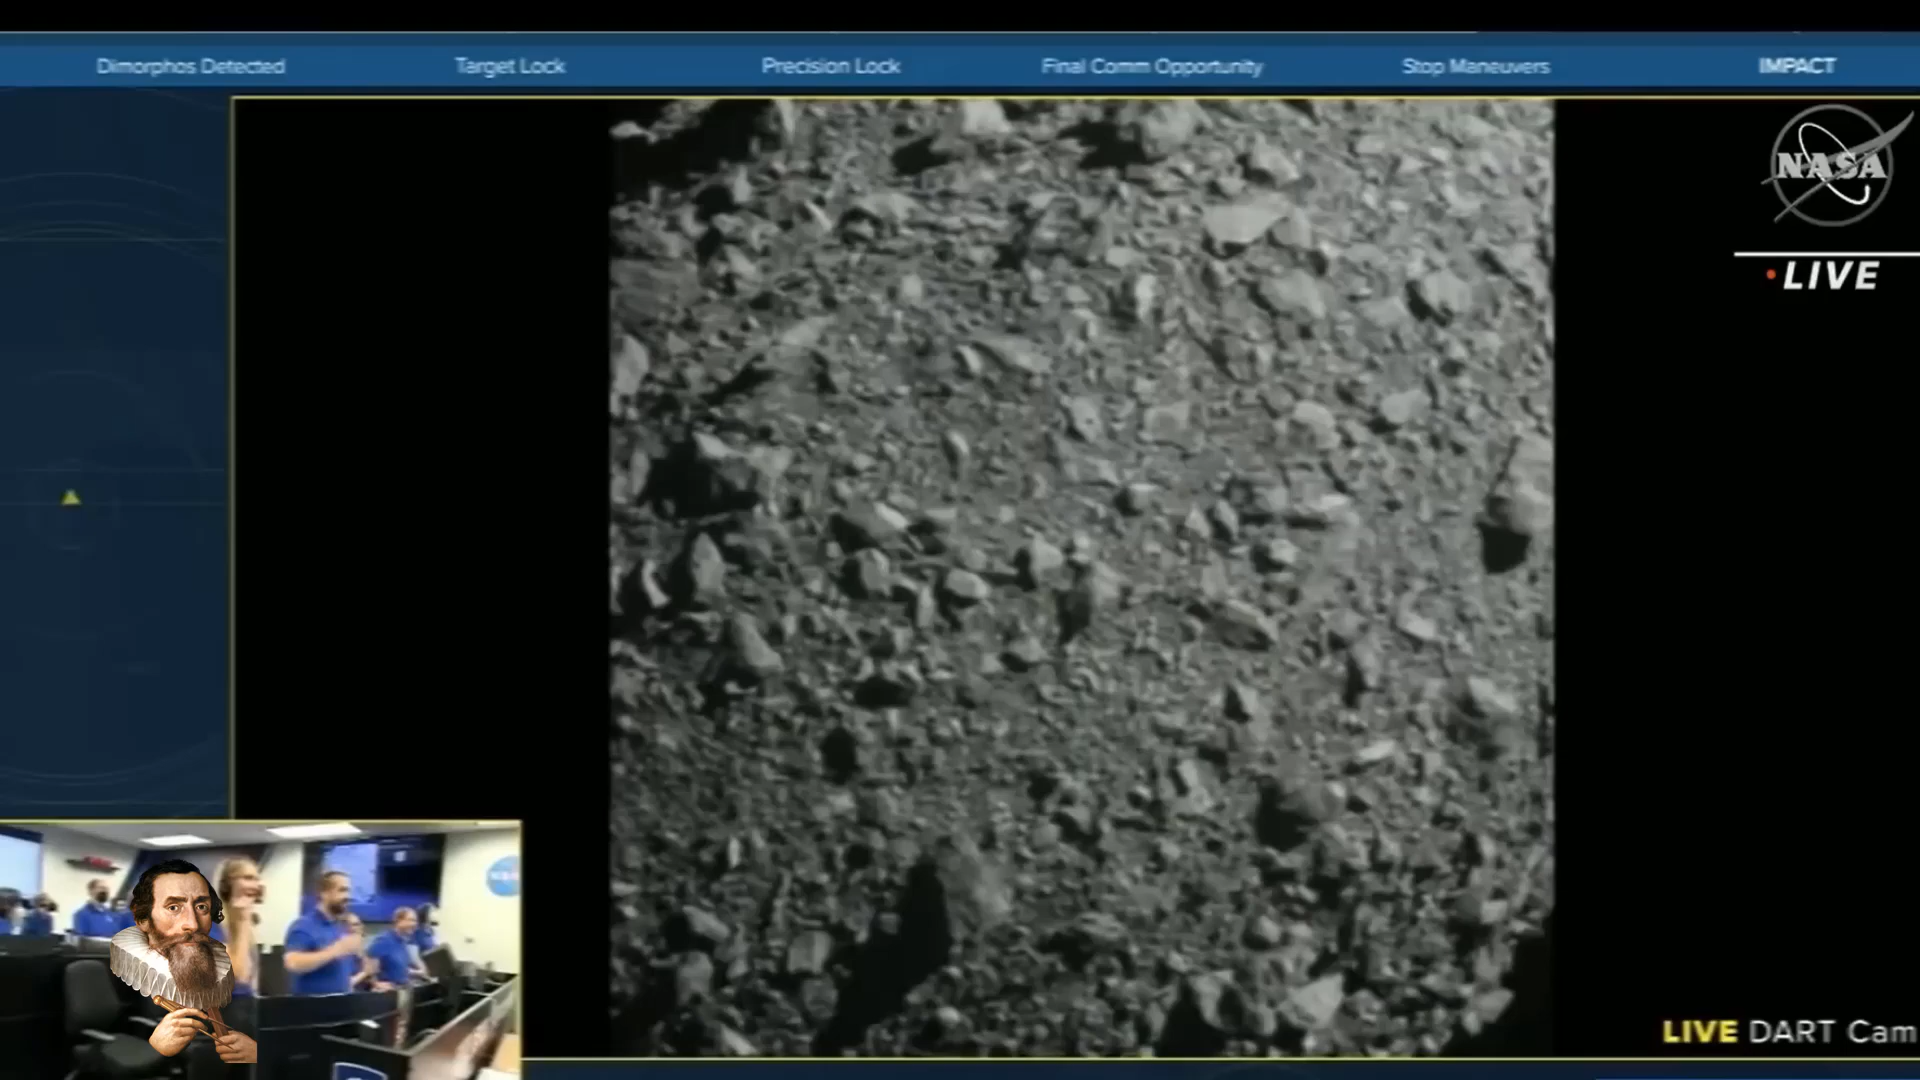 Dimorphos Detected
Target Lock
Precision Lock
Final Comm Opportunity
Stop Maneuvers
IMPACT
NASA
LIVE
LIVE DART Cam